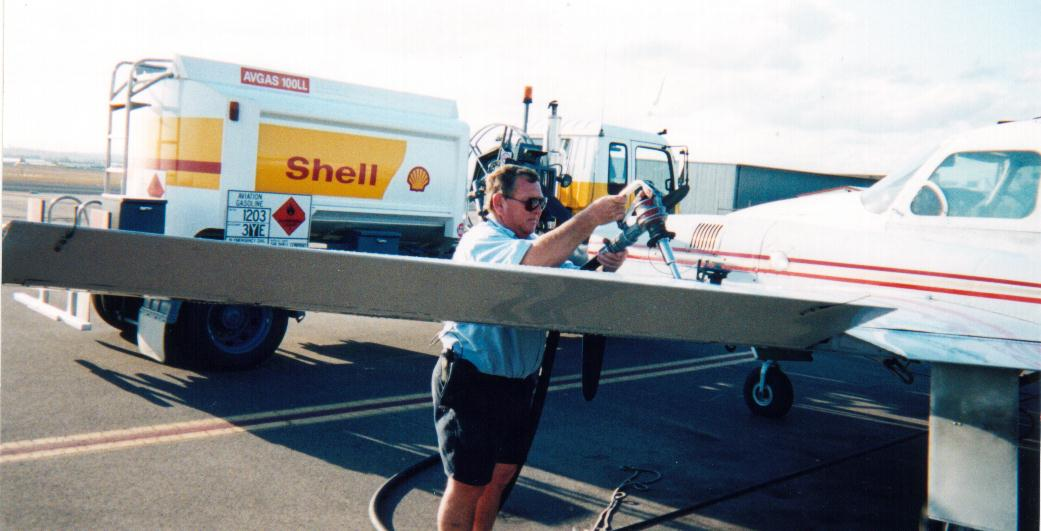 AVGAS 100LL
Shell
AVIATION
GASOLINE
1203
3YE